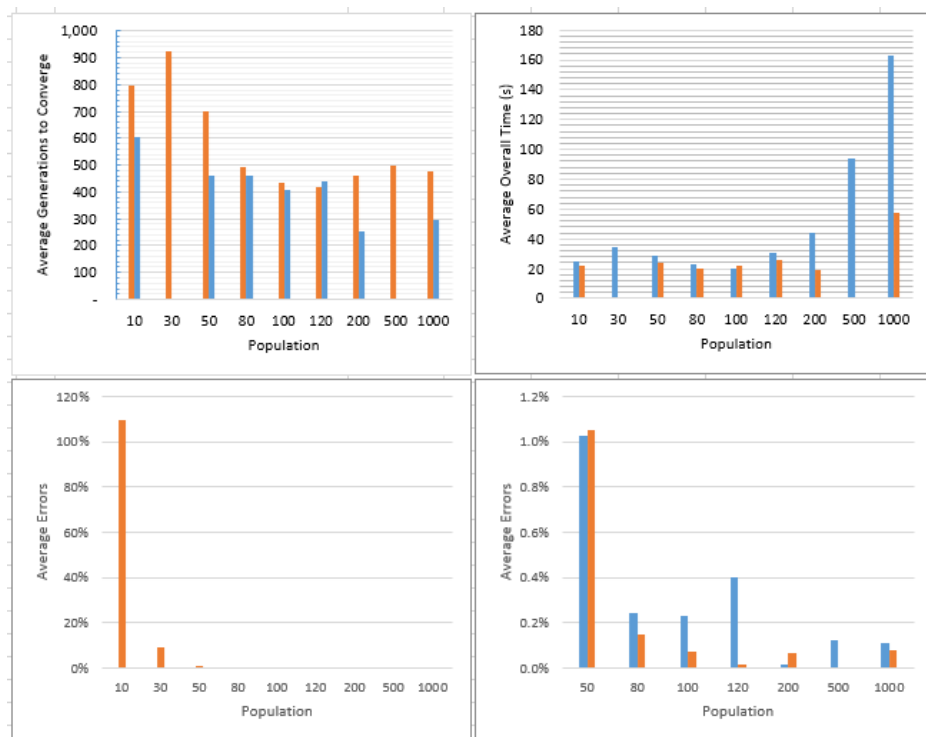 Average Generations to Converge
1,000
900
800
700
600
500
400
300
200
100
-
10 30 50 80 100 120 200 500 1000
Population
Average Overall Time (s)
180
160
140
120
100
80
60
40
20
0
10 30 50 80 100 120 200 500 1000
Population
Average Errors
120%
100%
80%
60%
40%
20%
0%
10 30 50 80 100 120 200 500 1000
Population
Average Errors
1.2%
1.0%
0.8%
0.6%
0.4%
0.2%
0.0%
50 80 100 120 200 500 1000
Population